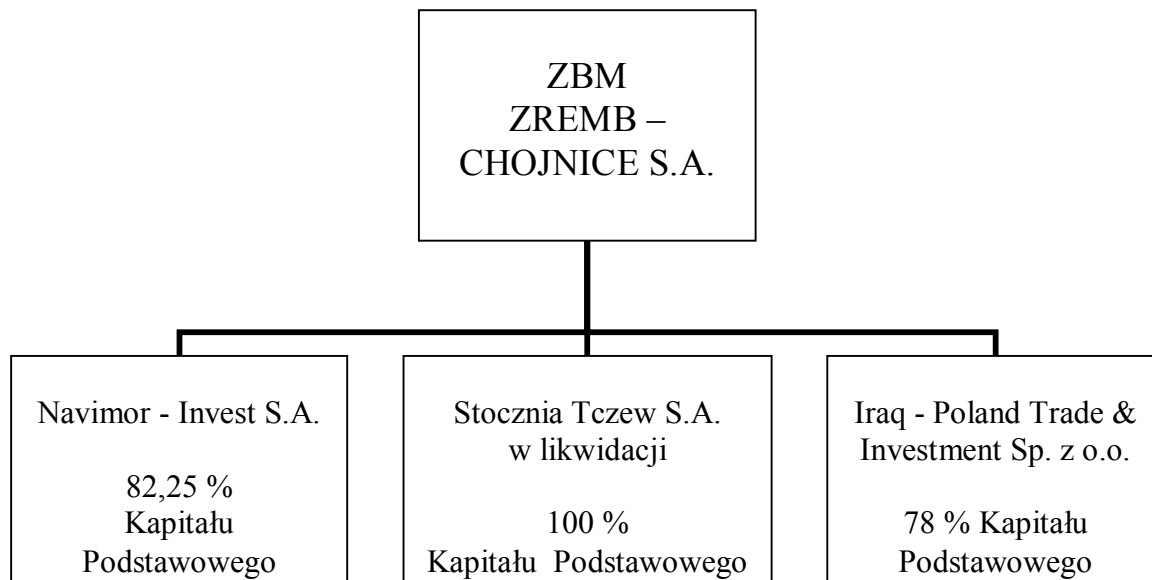 ZBM
ZREMB –
CHOJNICE S.A.
Navimor - Invest S.A.
82,25 %
Kapitału
Podstawowego
Stocznia Tczew S.A.
w likwidacji
100 %
Kapitału Podstawowego
Iraq - Poland Trade &
Investment Sp. z o.o.
78 % Kapitału
Podstawowego